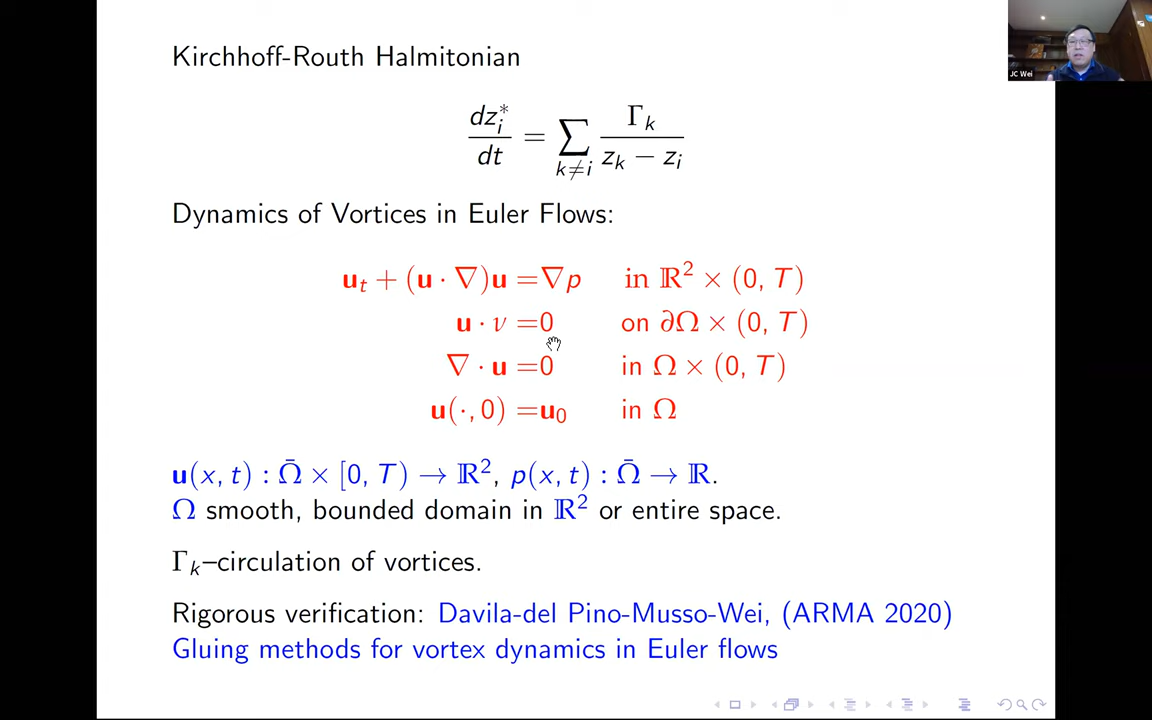 Kirchhoff-Routh Halmitonian
dz_i^*/dt = ∑_{k≠i} Γ_k/(z_k − z_i)
Dynamics of Vortices in Euler Flows:
𝐮_t + (𝐮 · ∇)𝐮 =∇p in ℝ² × (0, T)
𝐮 · ν =0 on ∂Ω × (0, T)
∇ · 𝐮 =0 in Ω × (0, T)
𝐮(·, 0) =𝐮₀ in Ω
𝐮(x, t) : Ω̄ × [0, T) → ℝ², p(x, t) : Ω̄ → ℝ.
Ω smooth, bounded domain in ℝ² or entire space.
Γ_k–circulation of vortices.
Rigorous verification: Davila-del Pino-Musso-Wei, (ARMA 2020)
Gluing methods for vortex dynamics in Euler flows
JC Wei